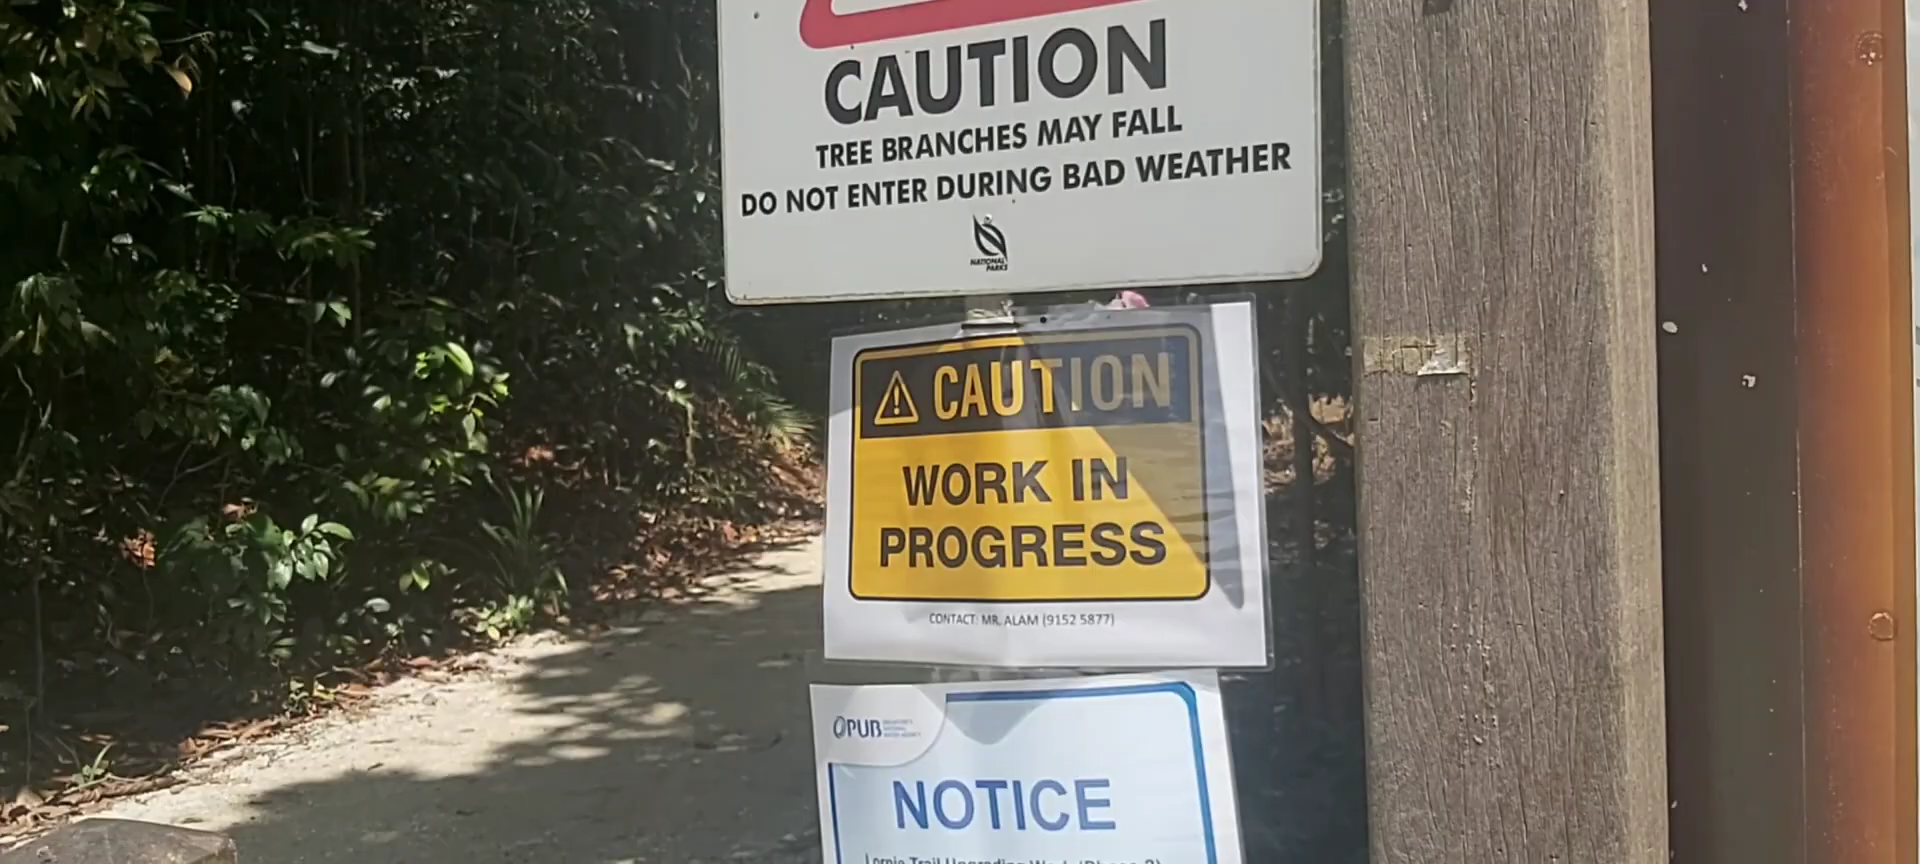 CAUTION
TREE BRANCHES MAY FALL
DO NOT ENTER DURING BAD WEATHER
NATIONAL
PARKS
CAUTION
WORK IN
PROGRESS
CONTACT: MR. ALAM (9152 5877)
PUB
NOTICE